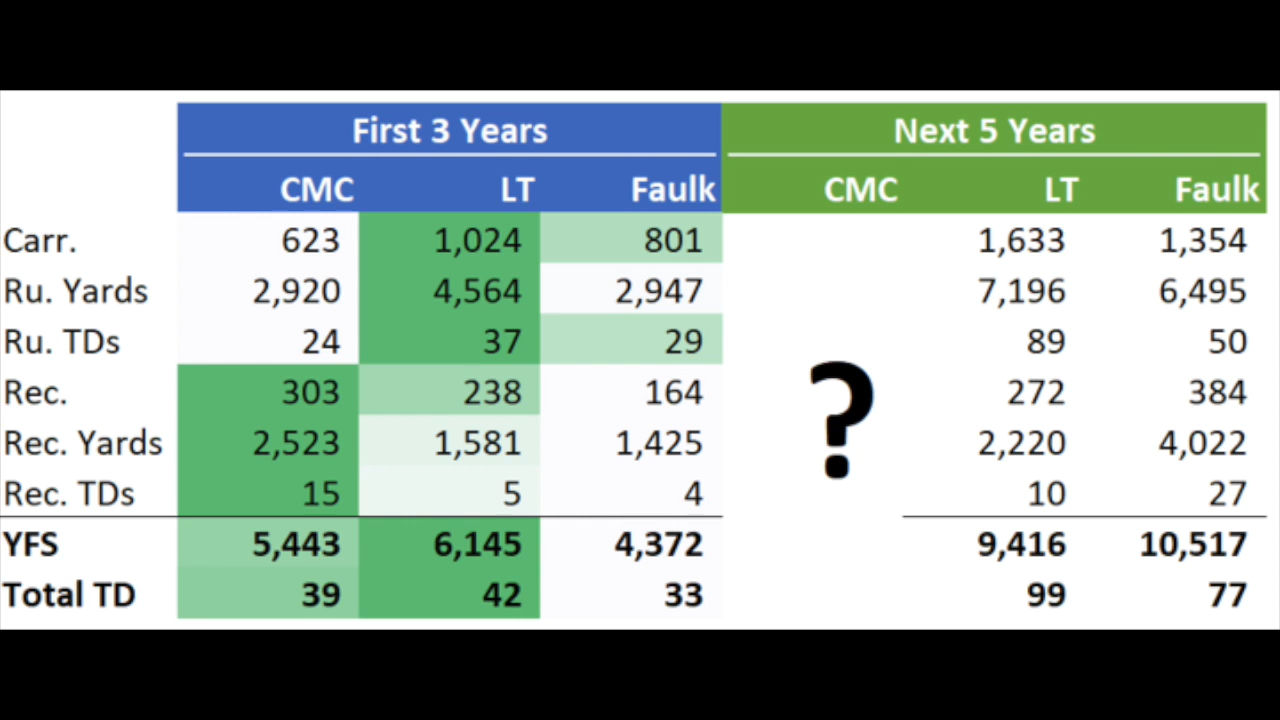 First 3 Years Next 5 Years
CMC LT Faulk CMC LT Faulk
Carr. 623 1,024 801 1,633 1,354
Ru. Yards 2,920 4,564 2,947 7,196 6,495
Ru. TDs 24 37 29 89 50
Rec. 303 238 164 272 384
Rec. Yards 2,523 1,581 1,425 2,220 4,022
Rec. TDs 15 5 4 10 27
YFS 5,443 6,145 4,372 9,416 10,517
Total TD 39 42 33 99 77
?